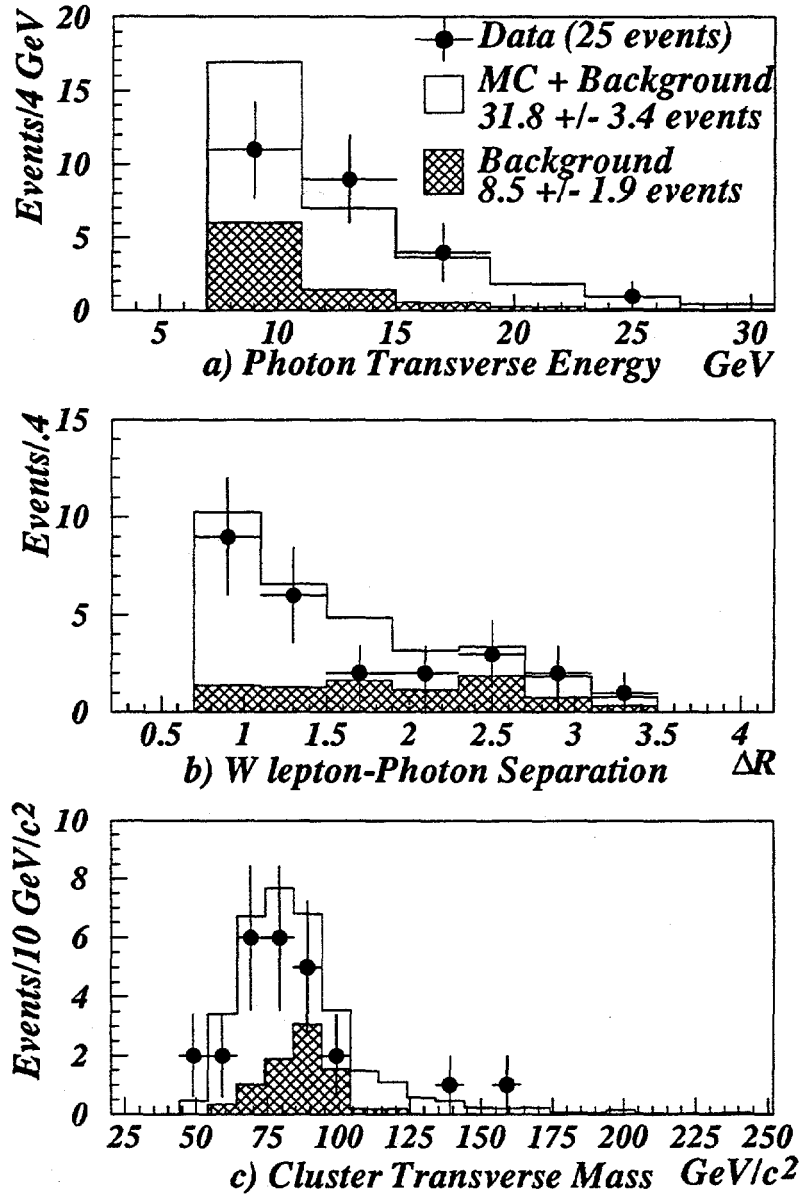 20
15
10
5
0
Events/4 GeV
Data (25 events)
MC + Background
31.8 +/- 3.4 events
Background
8.5 +/- 1.9 events
5 10 15 20 25 30
a) Photon Transverse Energy GeV
15
10
5
0
Events/.4
0.5 1 1.5 2 2.5 3 3.5 4
b) W lepton-Photon Separation ΔR
10
8
6
4
2
0
Events/10 GeV/c2
25 50 75 100 125 150 175 200 225 250
c) Cluster Transverse Mass GeV/c2